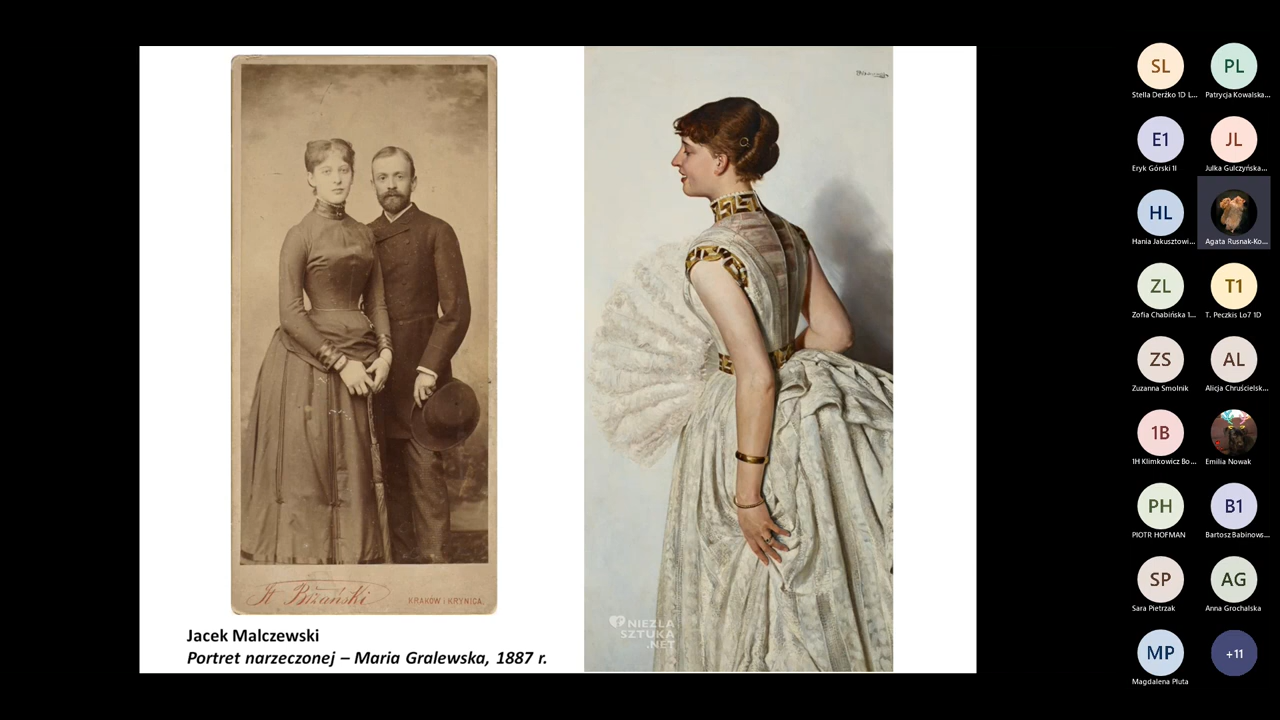 St. Bizański
KRAKÓW i KRYNICA.
Jacek Malczewski
Portret narzeczonej – Maria Gralewska, 1887 r.
NIEZŁA
SZTUKA
.NET
SL
Stella Derżko 1D L...
PL
Patrycja Kowalska...
E1
Eryk Górski 1I
JL
Julka Gulczyńska...
HL
Hania Jakusztowi...
Agata Rusnak-Ko...
ZL
Zofia Chabińska 1...
T1
T. Peczkis Lo7 1D
ZS
Zuzanna Smolnik
AL
Alicja Chruścielsk...
1B
1H Klimkowicz Bo...
Emilia Nowak
PH
PIOTR HOFMAN
B1
Bartosz Babinows...
SP
Sara Pietrzak
AG
Anna Grochalska
MP
Magdalena Pluta
+11